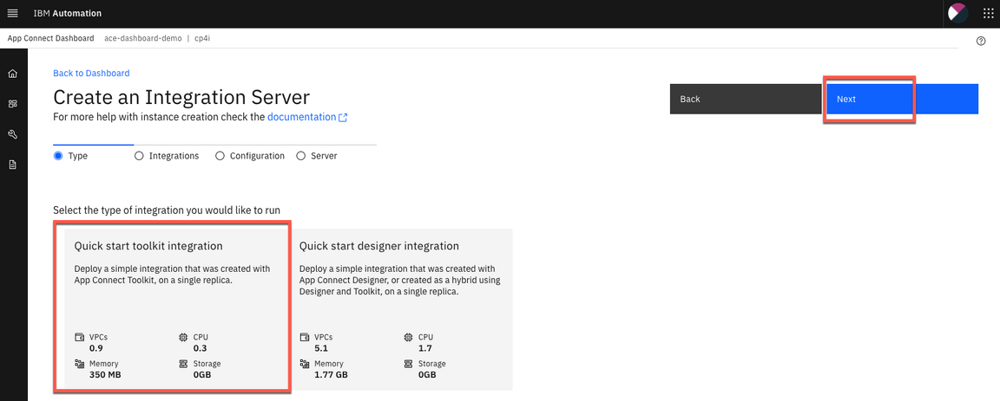 IBM Automation
App Connect Dashboard ace-dashboard-demo | cp4i
Back to Dashboard
Create an Integration Server
For more help with instance creation check the documentation
Back
Next
Type
Integrations
Configuration
Server
Select the type of integration you would like to run
Quick start toolkit integration
Deploy a simple integration that was created with
App Connect Toolkit, on a single replica.
VPCs
0.9
CPU
0.3
Memory
350 MB
Storage
0GB
Quick start designer integration
Deploy a simple integration that was created with
App Connect Designer, or created as a hybrid using
Designer and Toolkit, on a single replica.
VPCs
5.1
CPU
1.7
Memory
1.77 GB
Storage
0GB